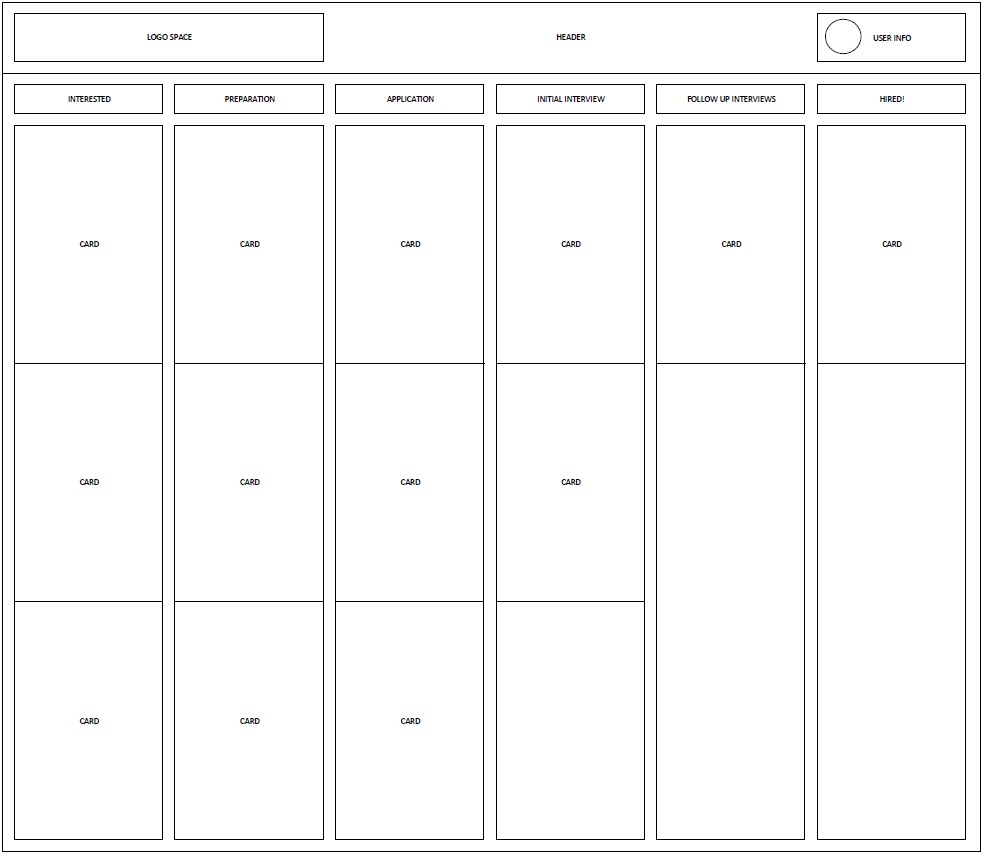 LOGO SPACE
HEADER
USER INFO
INTERESTED
PREPARATION
APPLICATION
INITIAL INTERVIEW
FOLLOW UP INTERVIEWS
HIRED!
CARD
CARD
CARD
CARD
CARD
CARD
CARD
CARD
CARD
CARD
CARD
CARD
CARD